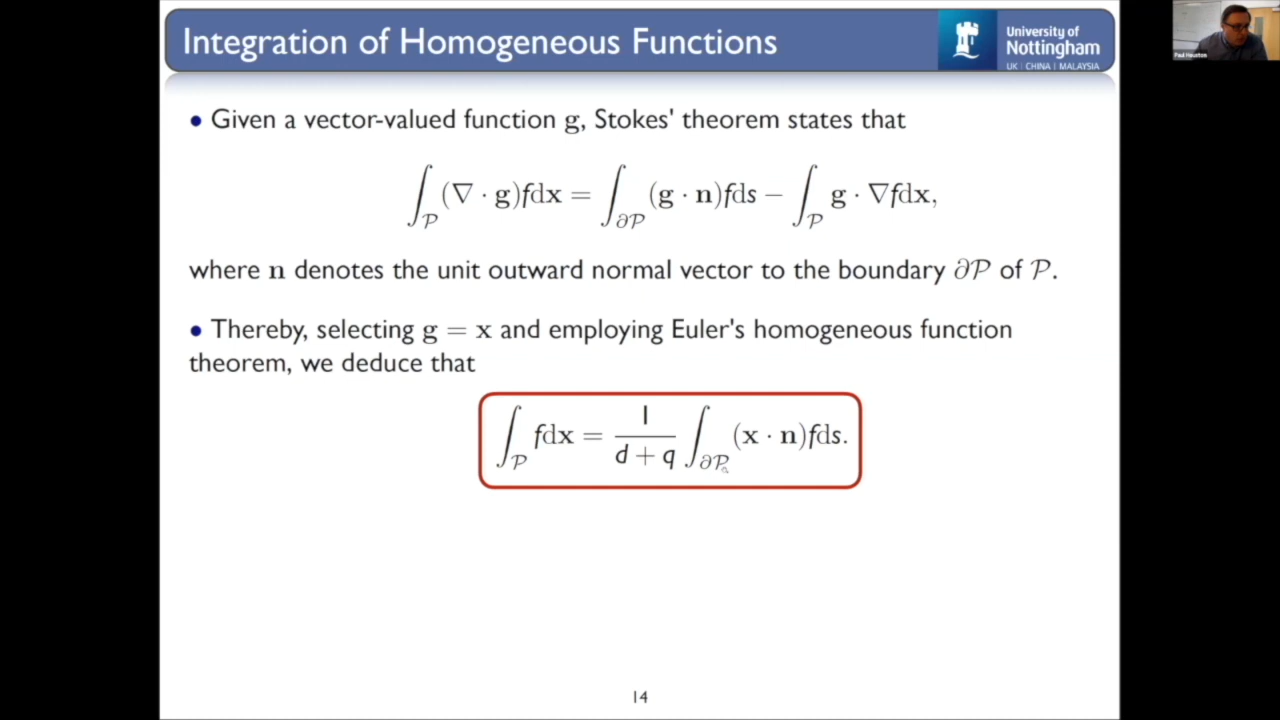 Integration of Homogeneous Functions
University of
Nottingham
UK | CHINA | MALAYSIA
Paul Houston
• Given a vector-valued function g, Stokes' theorem states that
∫_𝒫 (∇ · g)fdx = ∫_∂𝒫 (g · n)fds − ∫_𝒫 g · ∇fdx,
where n denotes the unit outward normal vector to the boundary ∂𝒫 of 𝒫.
• Thereby, selecting g = x and employing Euler's homogeneous function
theorem, we deduce that
∫_𝒫 fdx = 1/(d + q) ∫_∂𝒫 (x · n)fds.
14